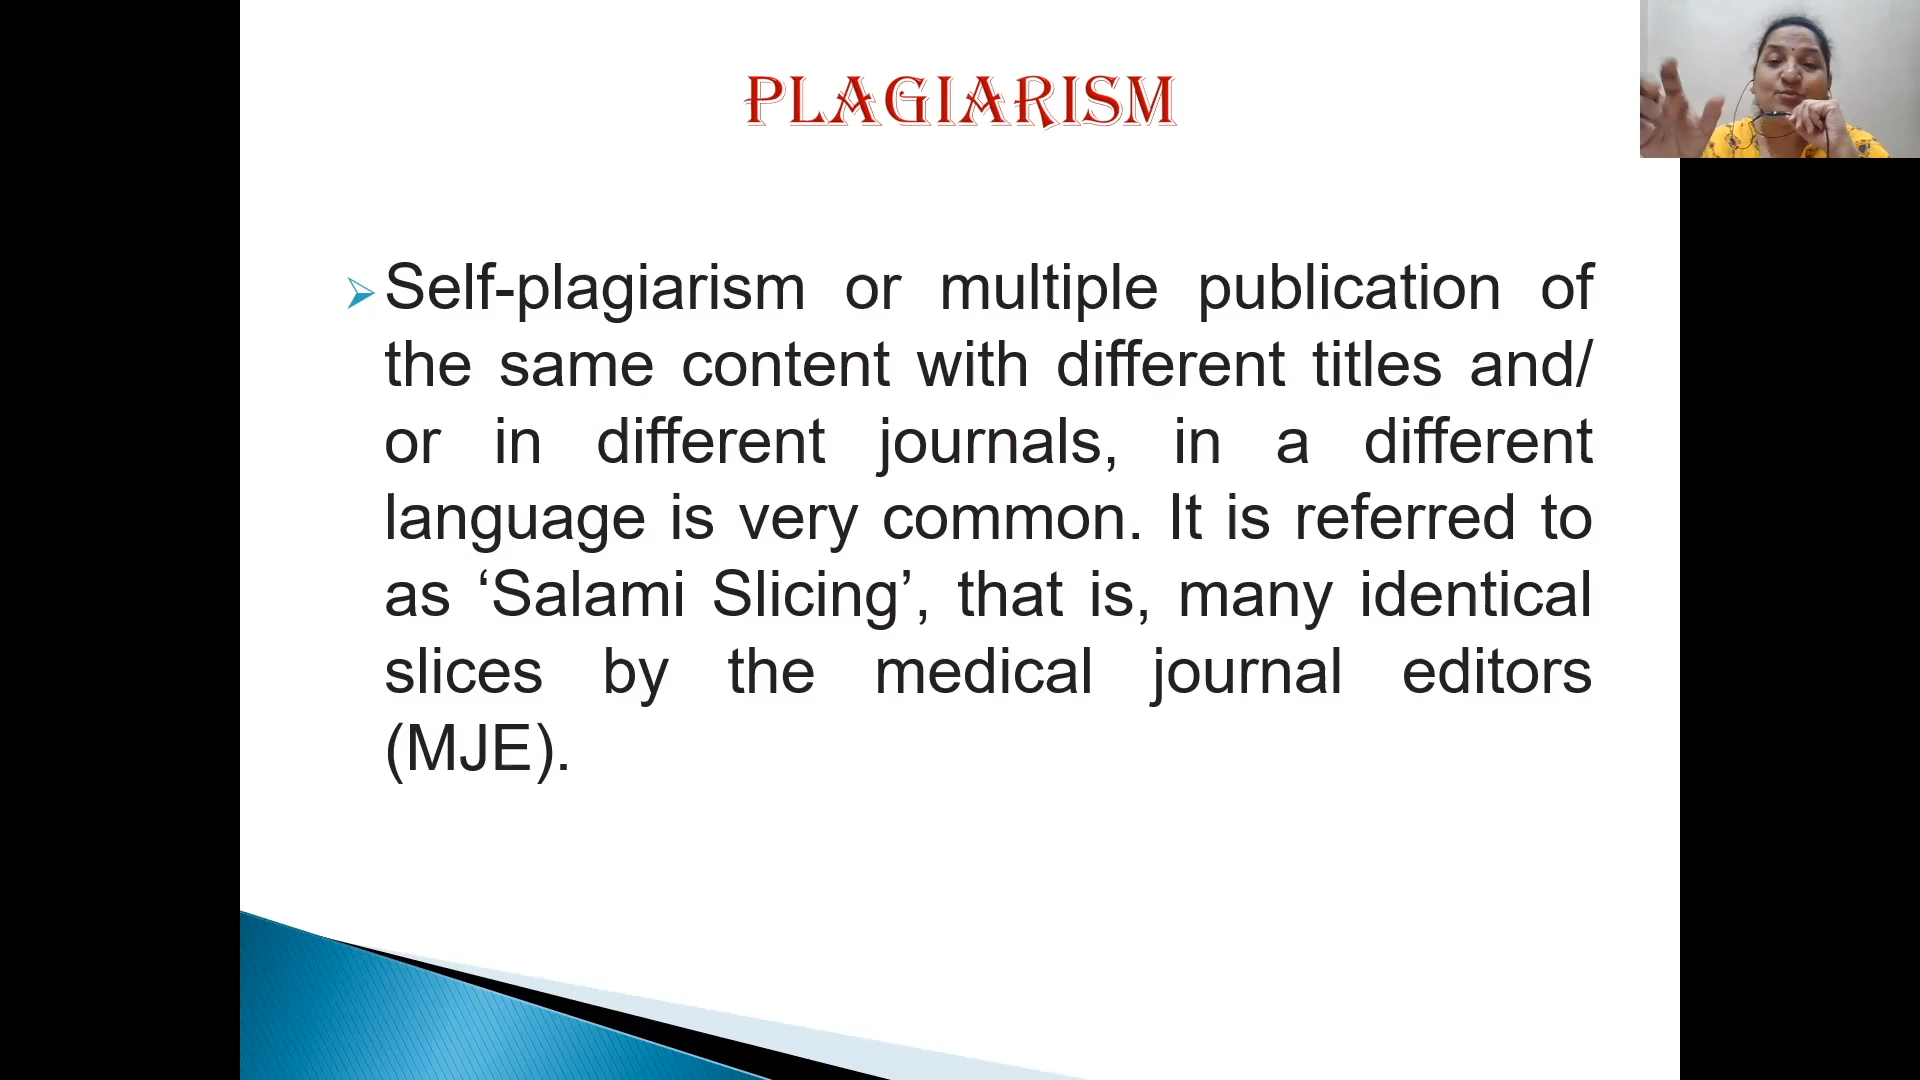 PLAGIARISM
Self-plagiarism or multiple publication of
the same content with different titles and/
or in different journals, in a different
language is very common. It is referred to
as ‘Salami Slicing’, that is, many identical
slices by the medical journal editors
(MJE).